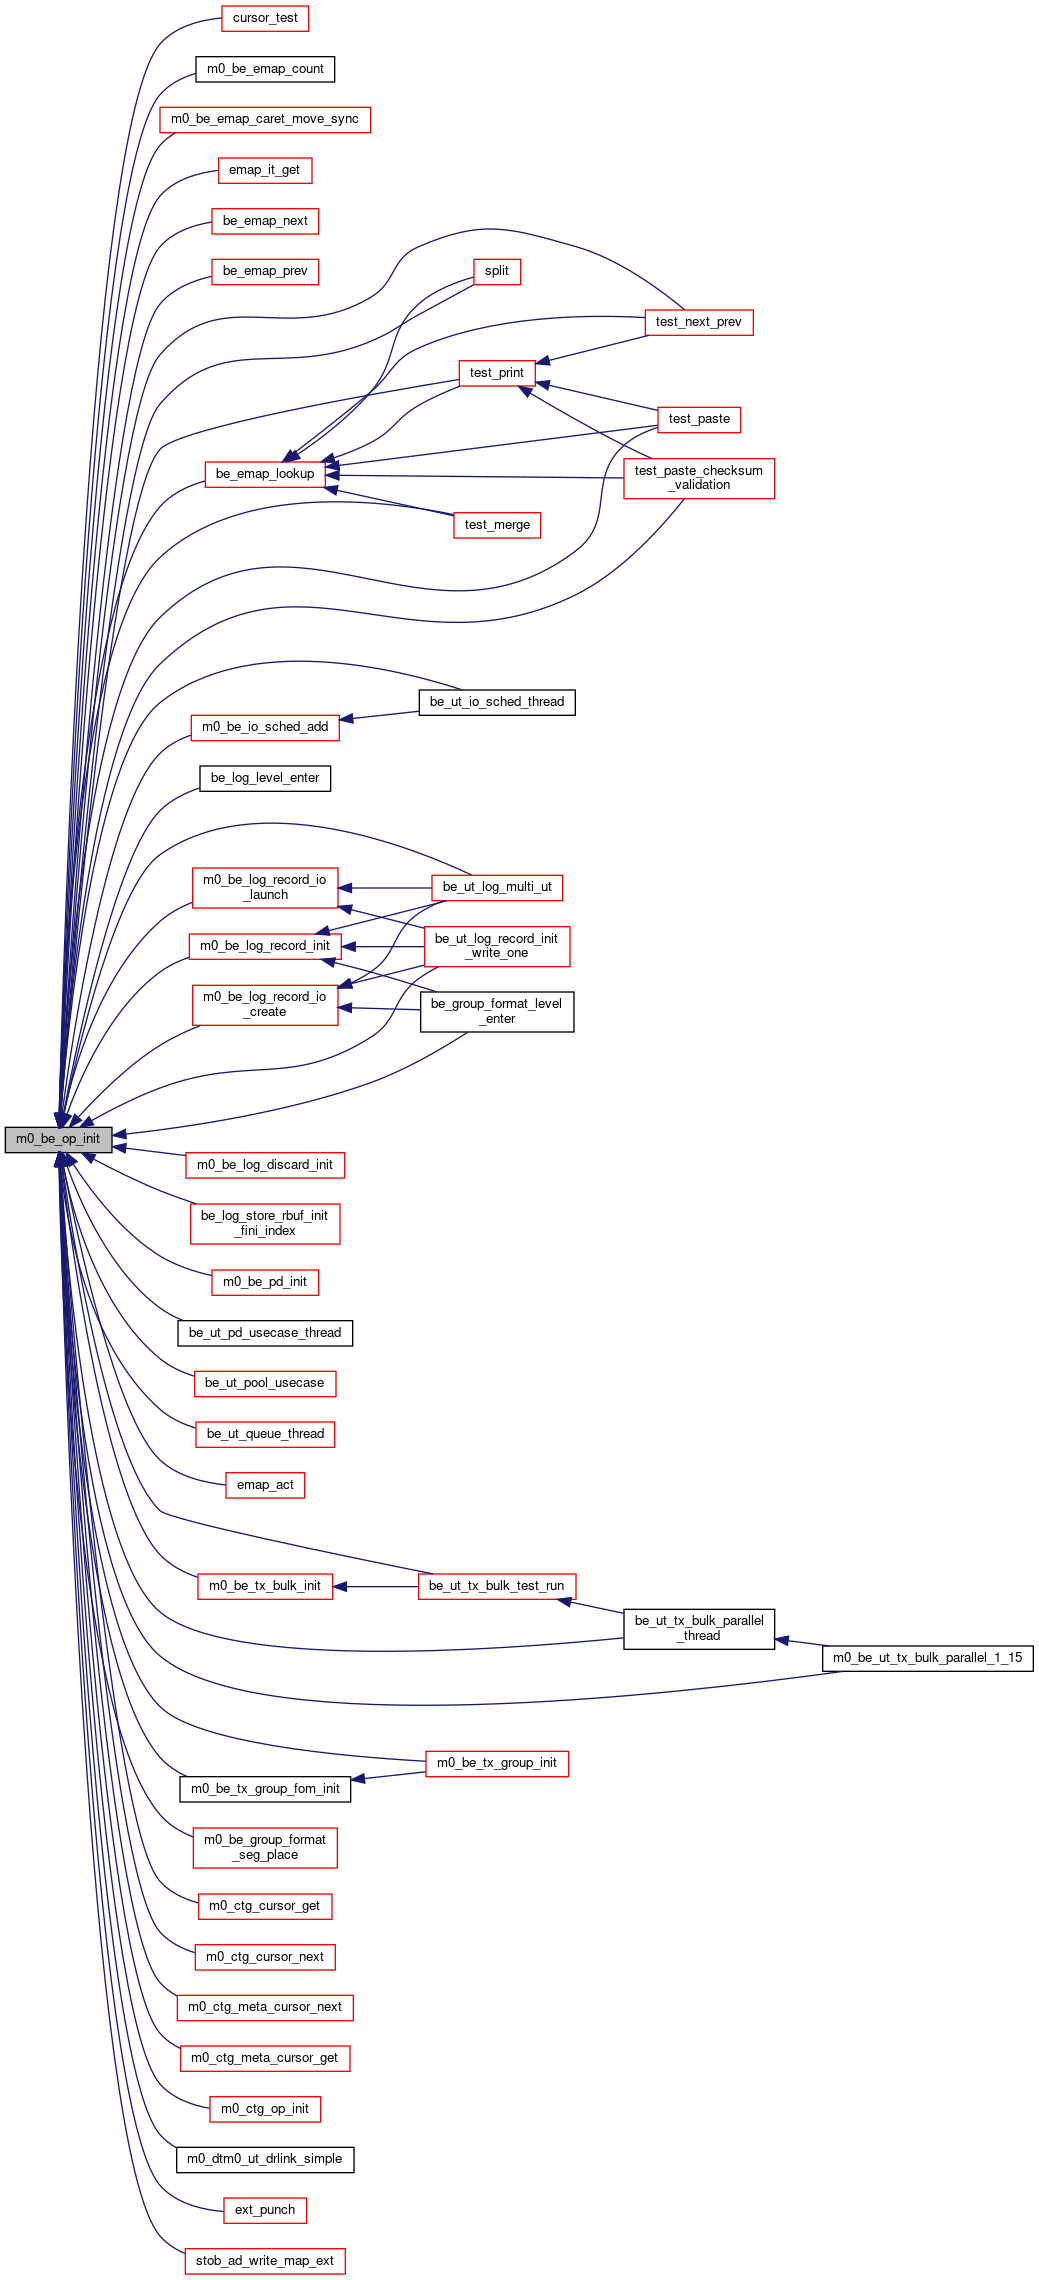 cursor_test
m0_be_emap_count
m0_be_emap_caret_move_sync
emap_it_get
be_emap_next
be_emap_prev
split
test_next_prev
test_print
test_paste
be_emap_lookup
test_paste_checksum
_validation
test_merge
be_ut_io_sched_thread
m0_be_io_sched_add
be_log_level_enter
m0_be_log_record_io
_launch
be_ut_log_multi_ut
m0_be_log_record_init
be_ut_log_record_init
_write_one
m0_be_log_record_io
_create
be_group_format_level
_enter
m0_be_op_init
m0_be_log_discard_init
be_log_store_rbuf_init
_fini_index
m0_be_pd_init
be_ut_pd_usecase_thread
be_ut_pool_usecase
be_ut_queue_thread
emap_act
m0_be_tx_bulk_init
be_ut_tx_bulk_test_run
be_ut_tx_bulk_parallel
_thread
m0_be_ut_tx_bulk_parallel_1_15
m0_be_tx_group_init
m0_be_tx_group_fom_init
m0_be_group_format
_seg_place
m0_ctg_cursor_get
m0_ctg_cursor_next
m0_ctg_meta_cursor_next
m0_ctg_meta_cursor_get
m0_ctg_op_init
m0_dtm0_ut_drlink_simple
ext_punch
stob_ad_write_map_ext